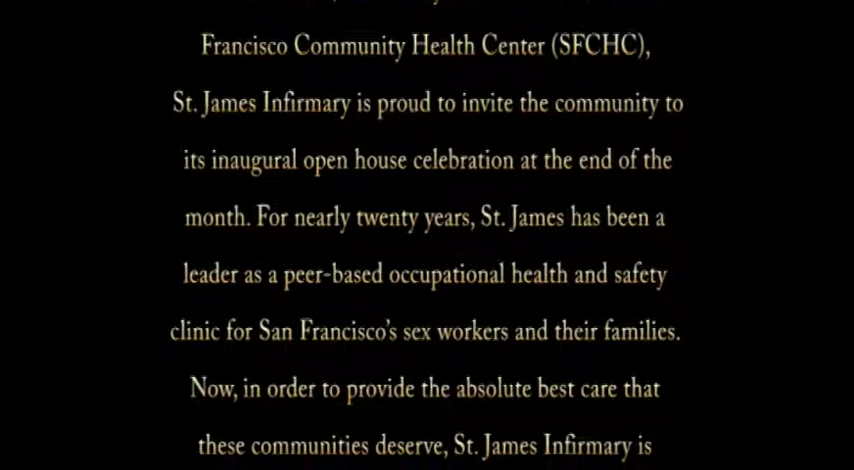 Francisco Community Health Center (SFCHC),
St. James Infirmary is proud to invite the community to
its inaugural open house celebration at the end of the
month. For nearly twenty years, St. James has been a
leader as a peer-based occupational health and safety
clinic for San Francisco's sex workers and their families.
Now, in order to provide the absolute best care that
these communities deserve, St. James Infirmary is